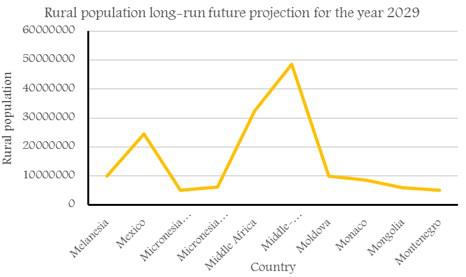 Rural population long-run future projection for the year 2029
60000000
50000000
40000000
30000000
20000000
10000000
0
Rural population
Melanesia
Mexico
Micronesia…
Micronesia…
Middle Africa
Middle-…
Moldova
Monaco
Mongolia
Montenegro
Country